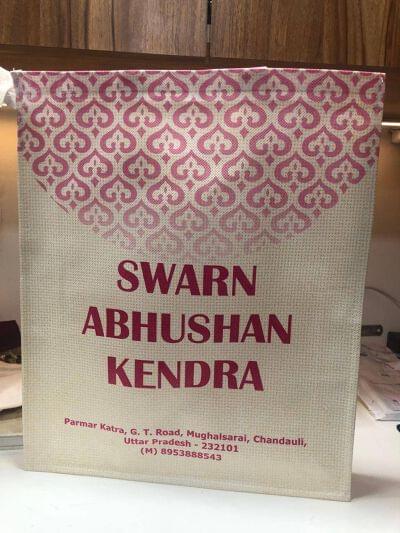 SWARN
ABHUSHAN
KENDRA
Parmar Katra, G. T. Road, Mughalsarai, Chandauli,
Uttar Pradesh - 232101
(M) 8953888543